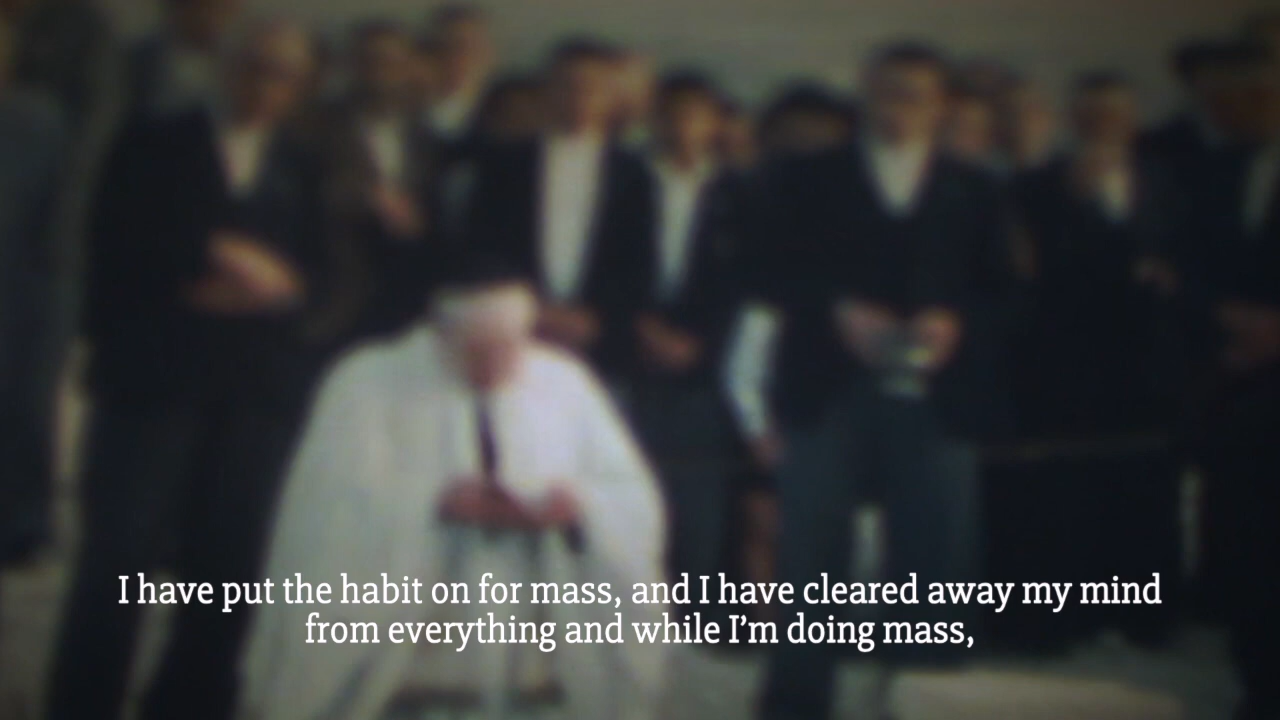 I have put the habit on for mass, and I have cleared away my mind
from everything and while I’m doing mass,